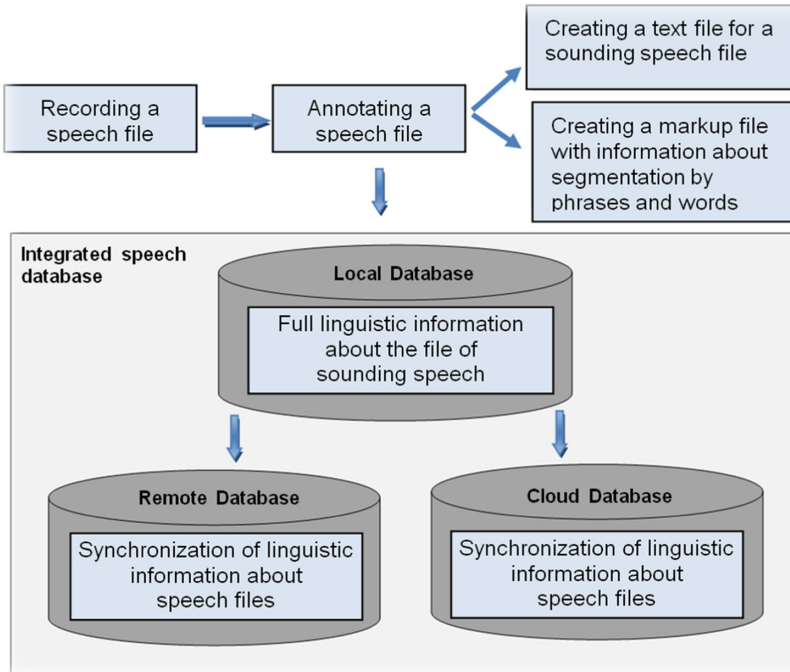 Creating a text file for a
sounding speech file
Recording a
speech file
Annotating a
speech file
Creating a markup file
with information about
segmentation by
phrases and words
Integrated speech
database
Local Database
Full linguistic information
about the file of
sounding speech
Remote Database
Synchronization of linguistic
information about
speech files
Cloud Database
Synchronization of linguistic
information about
speech files